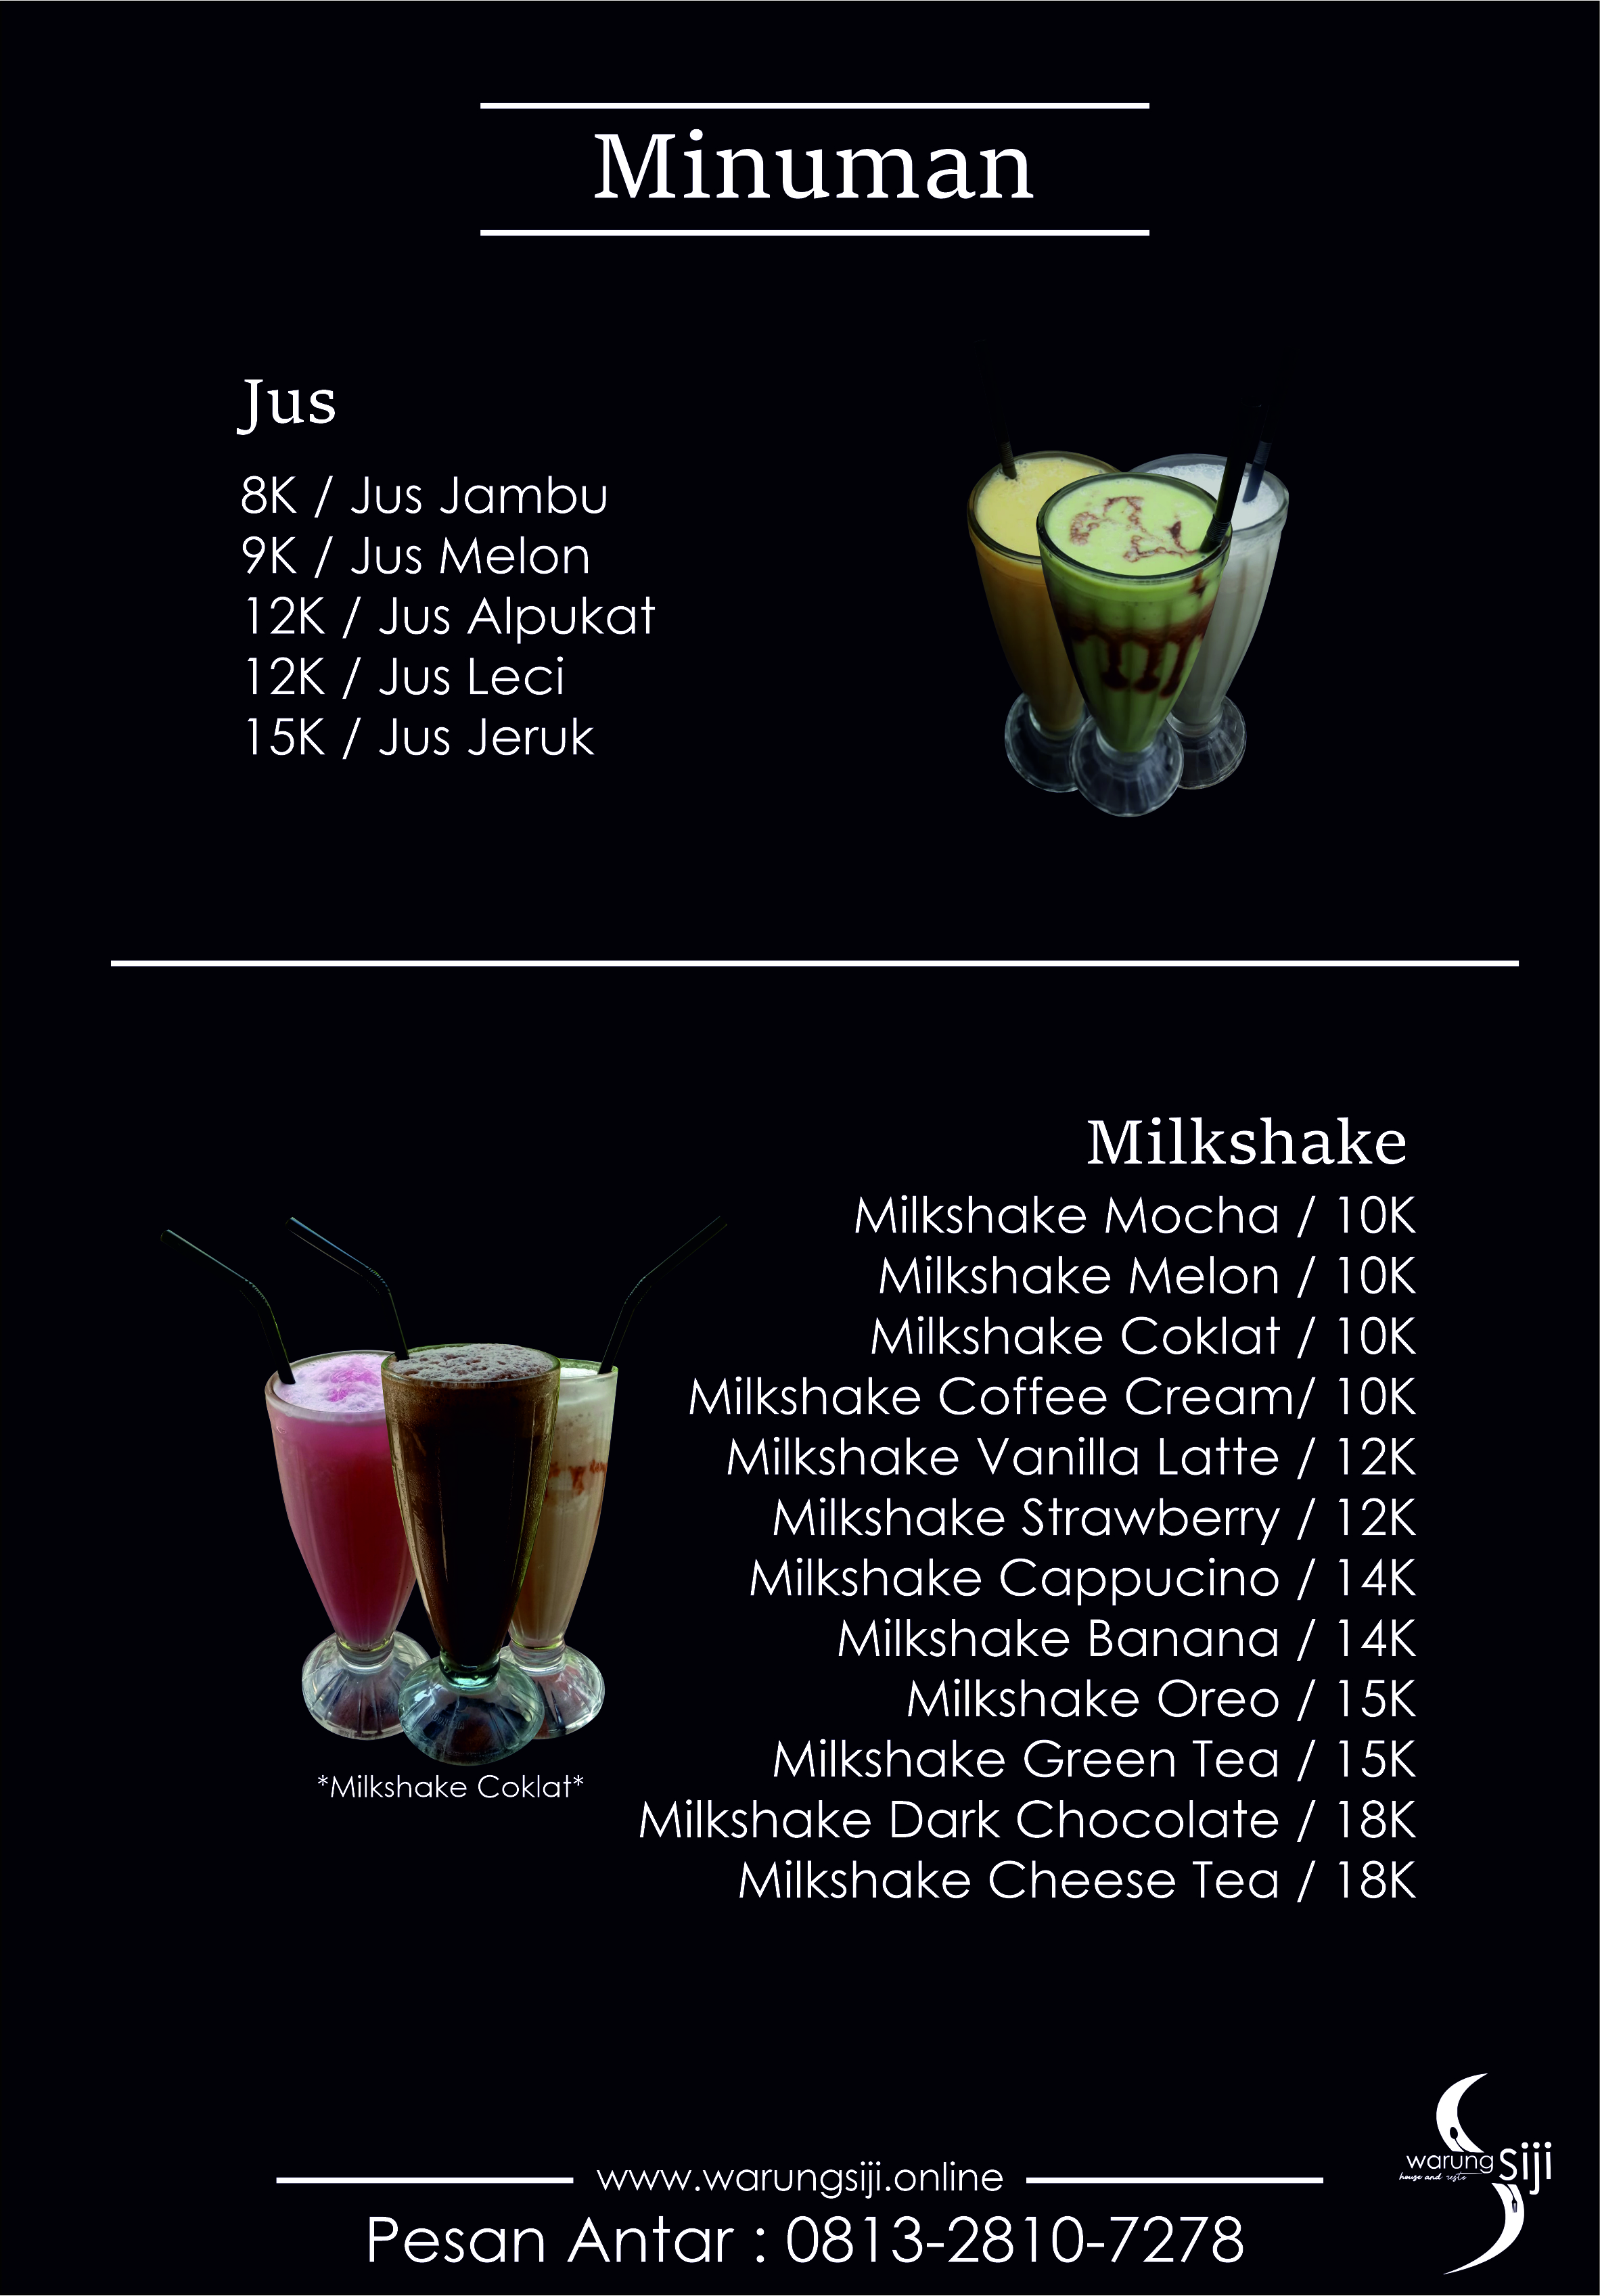 Minuman
Jus
8K / Jus Jambu
9K / Jus Melon
12K / Jus Alpukat
12K / Jus Leci
15K / Jus Jeruk
Milkshake
Milkshake Mocha / 10K
Milkshake Melon / 10K
Milkshake Coklat / 10K
Milkshake Coffee Cream/ 10K
Milkshake Vanilla Latte / 12K
Milkshake Strawberry / 12K
Milkshake Cappucino / 14K
Milkshake Banana / 14K
Milkshake Oreo / 15K
Milkshake Green Tea / 15K
Milkshake Dark Chocolate / 18K
Milkshake Cheese Tea / 18K
*Milkshake Coklat*
www.warungsiji.online
Pesan Antar : 0813-2810-7278
warung siji
house and resto